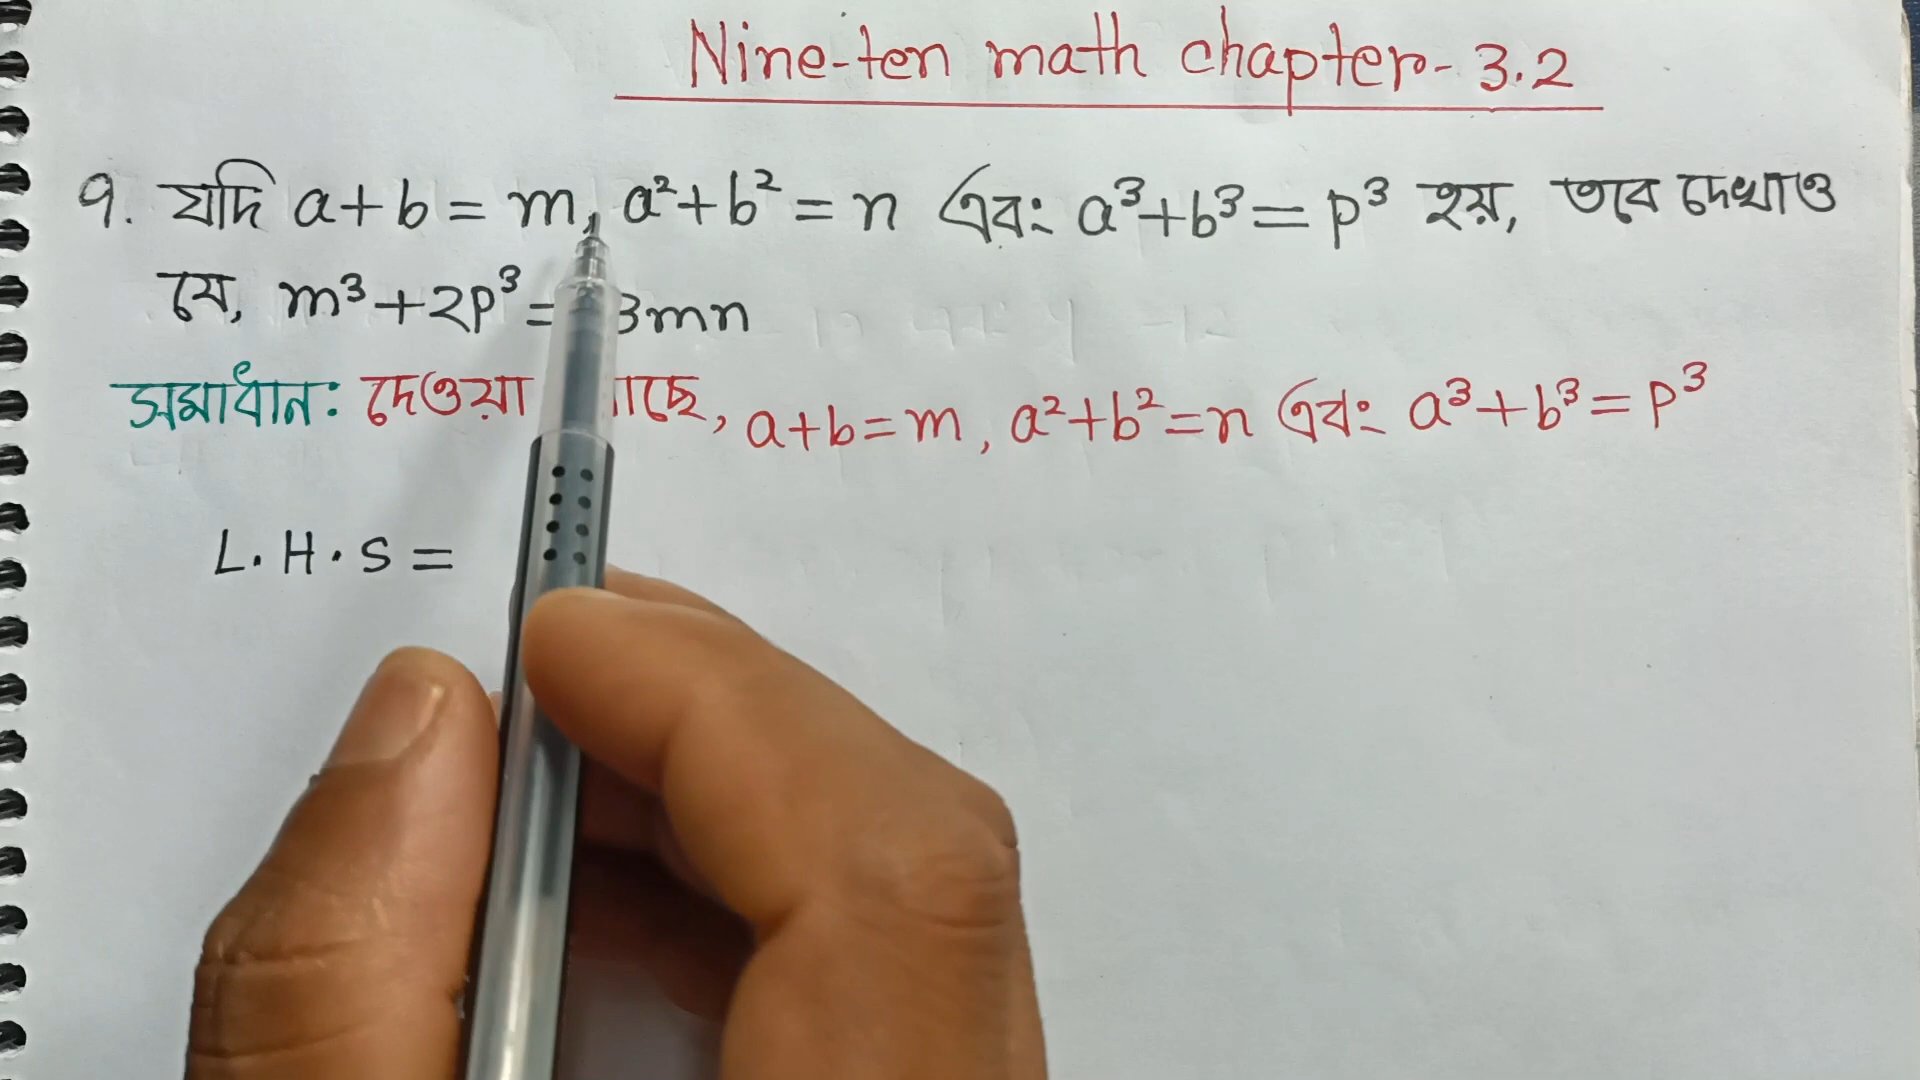 Nine-ten math chapter- 3.2
9. যদি a+b = m, a²+b² = n এবং a³+b³ = p³ হয়, তবে দেখাও
যে, m³+2p³ = 3mn
সমাধান: দেওয়া আছে, a+b=m, a²+b²=n এবং a³+b³=p³
L.H.S =